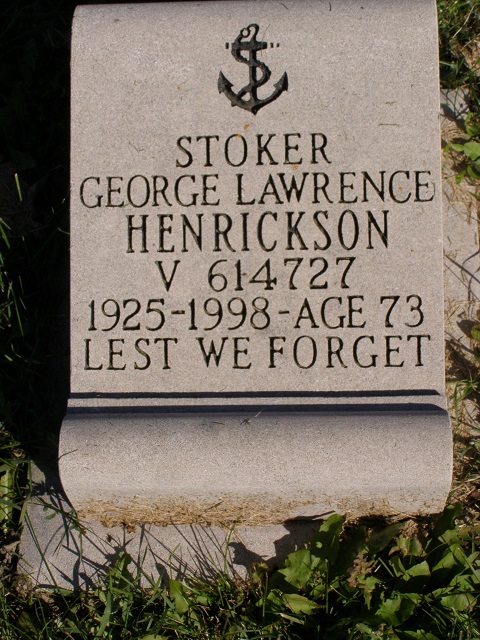 STOKER
GEORGE LAWRENCE
HENRICKSON
V 614727
1925-1998-AGE 73
LEST WE FORGET